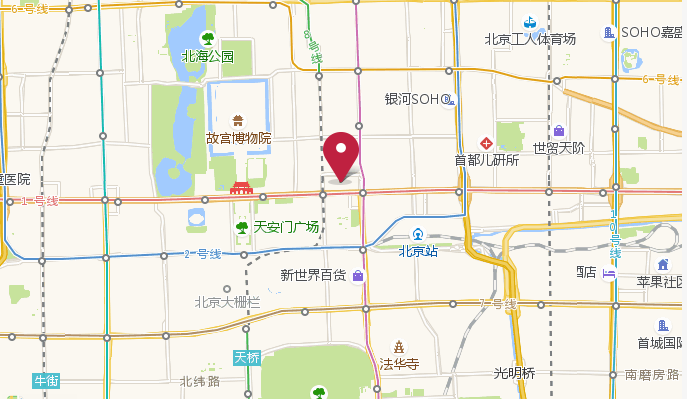 6 号线
8号线
北京工人体育场
SOHO嘉盛
北海公园
6 号线
银河SOHO
故宫博物院
世贸天阶
首都儿研所
医院
1 号线
天安门广场
10号线
2 号线
北京站
新世界百货
酒店
苹果社区
北京大栅栏
7 号线
首城国际
天桥
法华寺
光明桥
南磨房路
牛街
北纬路